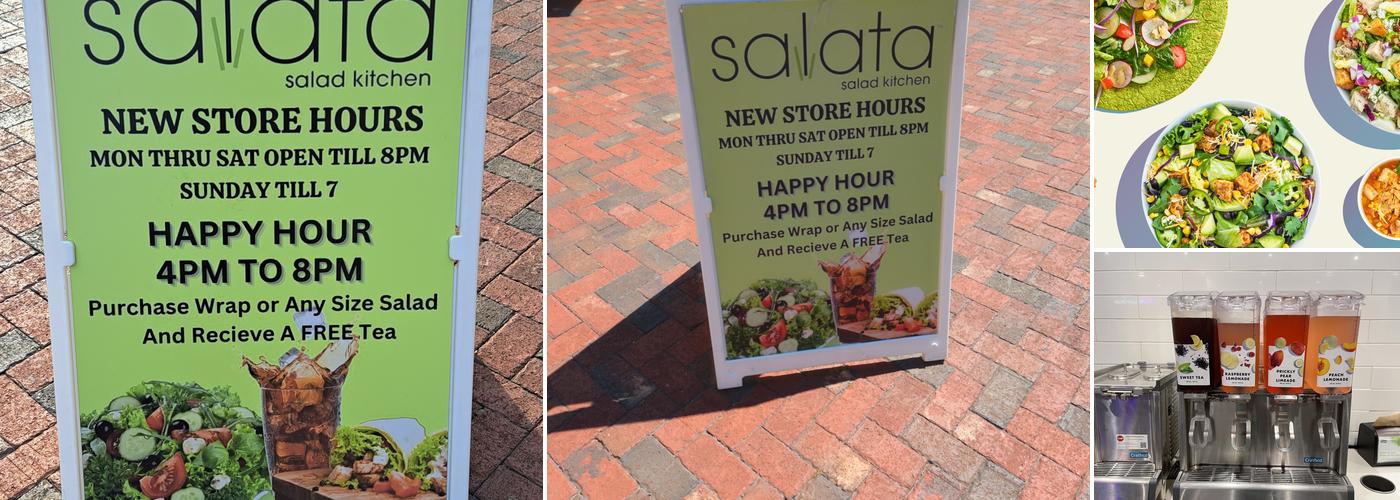 salata
salad kitchen
NEW STORE HOURS
MON THRU SAT OPEN TILL 8PM
SUNDAY TILL 7
HAPPY HOUR
4PM TO 8PM
Purchase Wrap or Any Size Salad
And Recieve A FREE Tea
salata
salad kitchen
NEW STORE HOURS
MON THRU SAT OPEN TILL 8PM
SUNDAY TILL 7
HAPPY HOUR
4PM TO 8PM
Purchase Wrap or Any Size Salad
And Recieve A FREE Tea
SWEET TEA
RASPBERRY
LEMONADE
PRICKLY
PEAR
LIMEADE
PEACH
LEMONADE
Crathco
Crathco